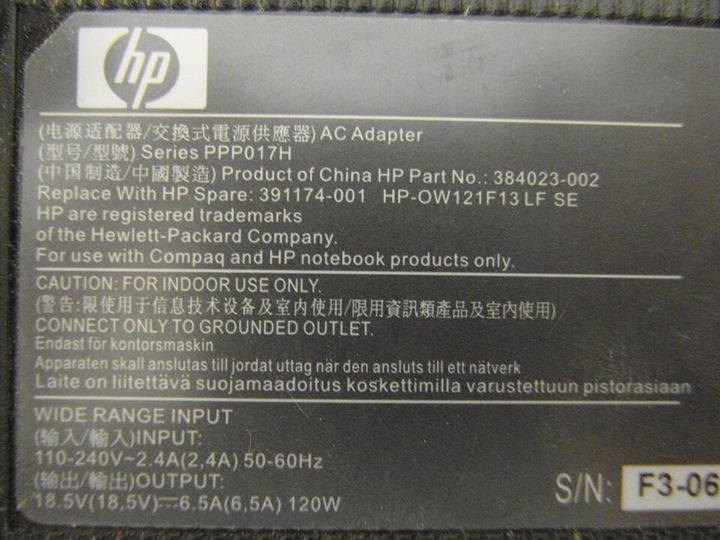 hp
(电源适配器/交換式電源供應器) AC Adapter
(型号/型號) Series PPP017H
(中国制造/中國製造) Product of China HP Part No.: 384023-002
Replace With HP Spare: 391174-001 HP-OW121F13 LF SE
HP are registered trademarks
of the Hewlett-Packard Company.
For use with Compaq and HP notebook products only.
CAUTION: FOR INDOOR USE ONLY.
(警告:限使用于信息技术设备及室内使用/限用資訊類產品及室內使用)
CONNECT ONLY TO GROUNDED OUTLET.
Endast för kontorsmaskin
Apparaten skall anslutas till jordat uttag när den ansluts till ett nätverk
Laite on liitettävä suojamaadoitus koskettimilla varustettuun pistorasiaan
WIDE RANGE INPUT
(输入/輸入)INPUT:
110-240V~2.4A(2,4A) 50-60Hz
(输出/輸出)OUTPUT:
18.5V(18,5V)⎓6.5A(6,5A) 120W
S/N: F3-06